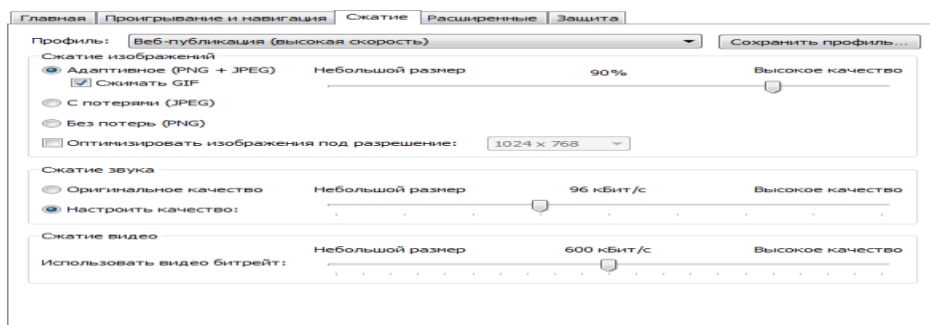 Главная Проигрывание и навигация Сжатие Расширенные Защита
Профиль: Веб-публикация (высокая скорость) Сохранить профиль...
Сжатие изображений
Адаптивное (PNG + JPEG) Небольшой размер 90% Высокое качество
Сжимать GIF
С потерями (JPEG)
Без потерь (PNG)
Оптимизировать изображения под разрешение: 1024 x 768
Сжатие звука
Оригинальное качество Небольшой размер 96 кБит/с Высокое качество
Настроить качество:
Сжатие видео
Небольшой размер 600 кБит/с Высокое качество
Использовать видео битрейт: